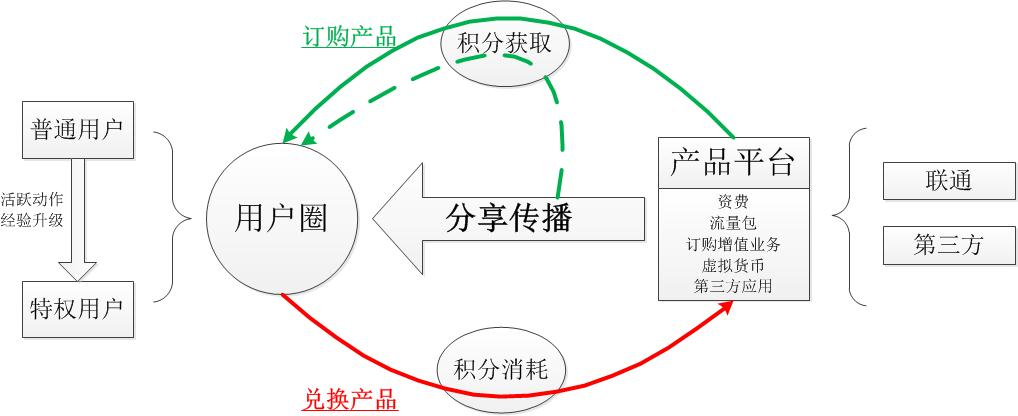 订购产品
积分获取
普通用户
活跃动作
经验升级
特权用户
用户圈
分享传播
产品平台
资费
流量包
订购增值业务
虚拟货币
第三方应用
联通
第三方
积分消耗
兑换产品